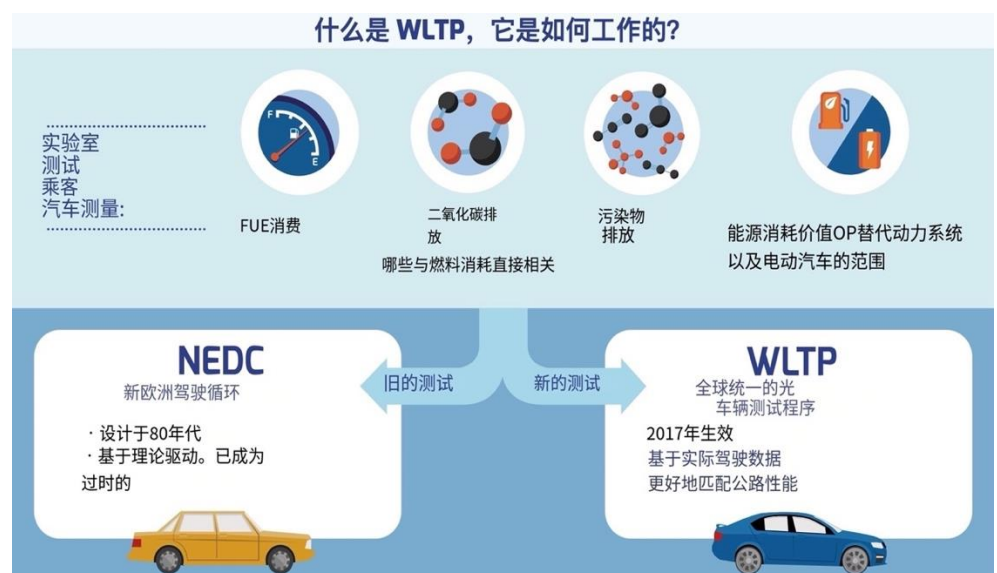 什么是 WLTP，它是如何工作的?
实验室
测试
乘客
汽车测量:
F
E
FUE消费
二氧化碳排
放
哪些与燃料消耗直接相关
污染物
排放
能源消耗价值OP替代动力系统
以及电动汽车的范围
NEDC
新欧洲驾驶循环
· 设计于80年代
· 基于理论驱动。已成为
过时的
旧的测试
新的测试
WLTP
全球统一的光
车辆测试程序
2017年生效
基于实际驾驶数据
更好地匹配公路性能